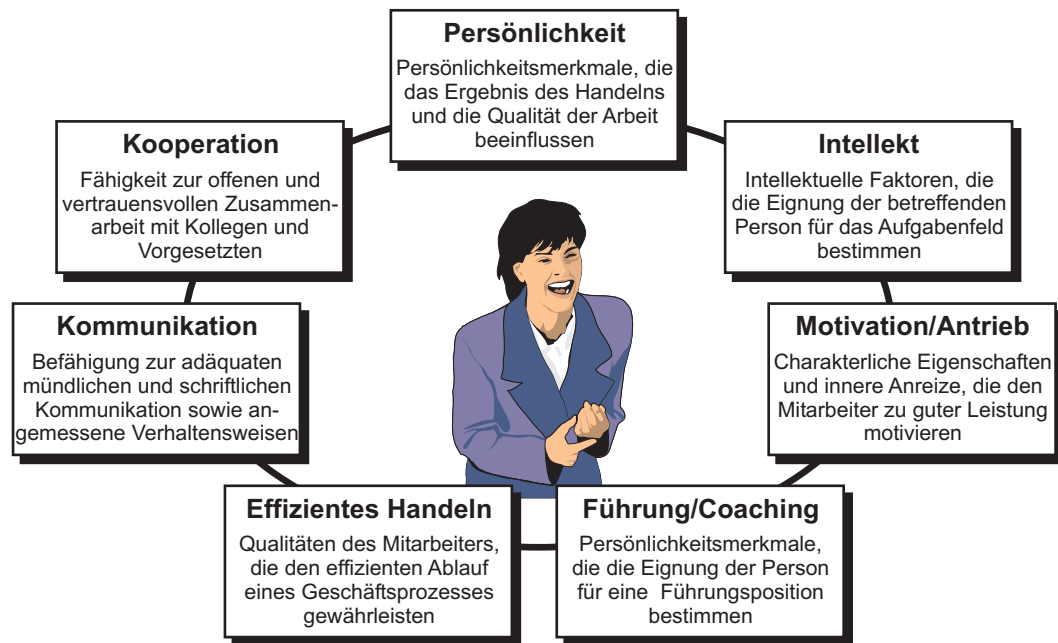 Persönlichkeit
Persönlichkeitsmerkmale, die
das Ergebnis des Handelns
und die Qualität der Arbeit
beeinflussen
Intellekt
Intellektuelle Faktoren, die
die Eignung der betreffenden
Person für das Aufgabenfeld
bestimmen
Motivation/Antrieb
Charakterliche Eigenschaften
und innere Anreize, die den
Mitarbeiter zu guter Leistung
motivieren
Führung/Coaching
Persönlichkeitsmerkmale,
die die Eignung der Person
für eine Führungsposition
bestimmen
Effizientes Handeln
Qualitäten des Mitarbeiters,
die den effizienten Ablauf
eines Geschäftsprozesses
gewährleisten
Kommunikation
Befähigung zur adäquaten
mündlichen und schriftlichen
Kommunikation sowie an-
gemessene Verhaltensweisen
Kooperation
Fähigkeit zur offenen und
vertrauensvollen Zusammen-
arbeit mit Kollegen und
Vorgesetzten